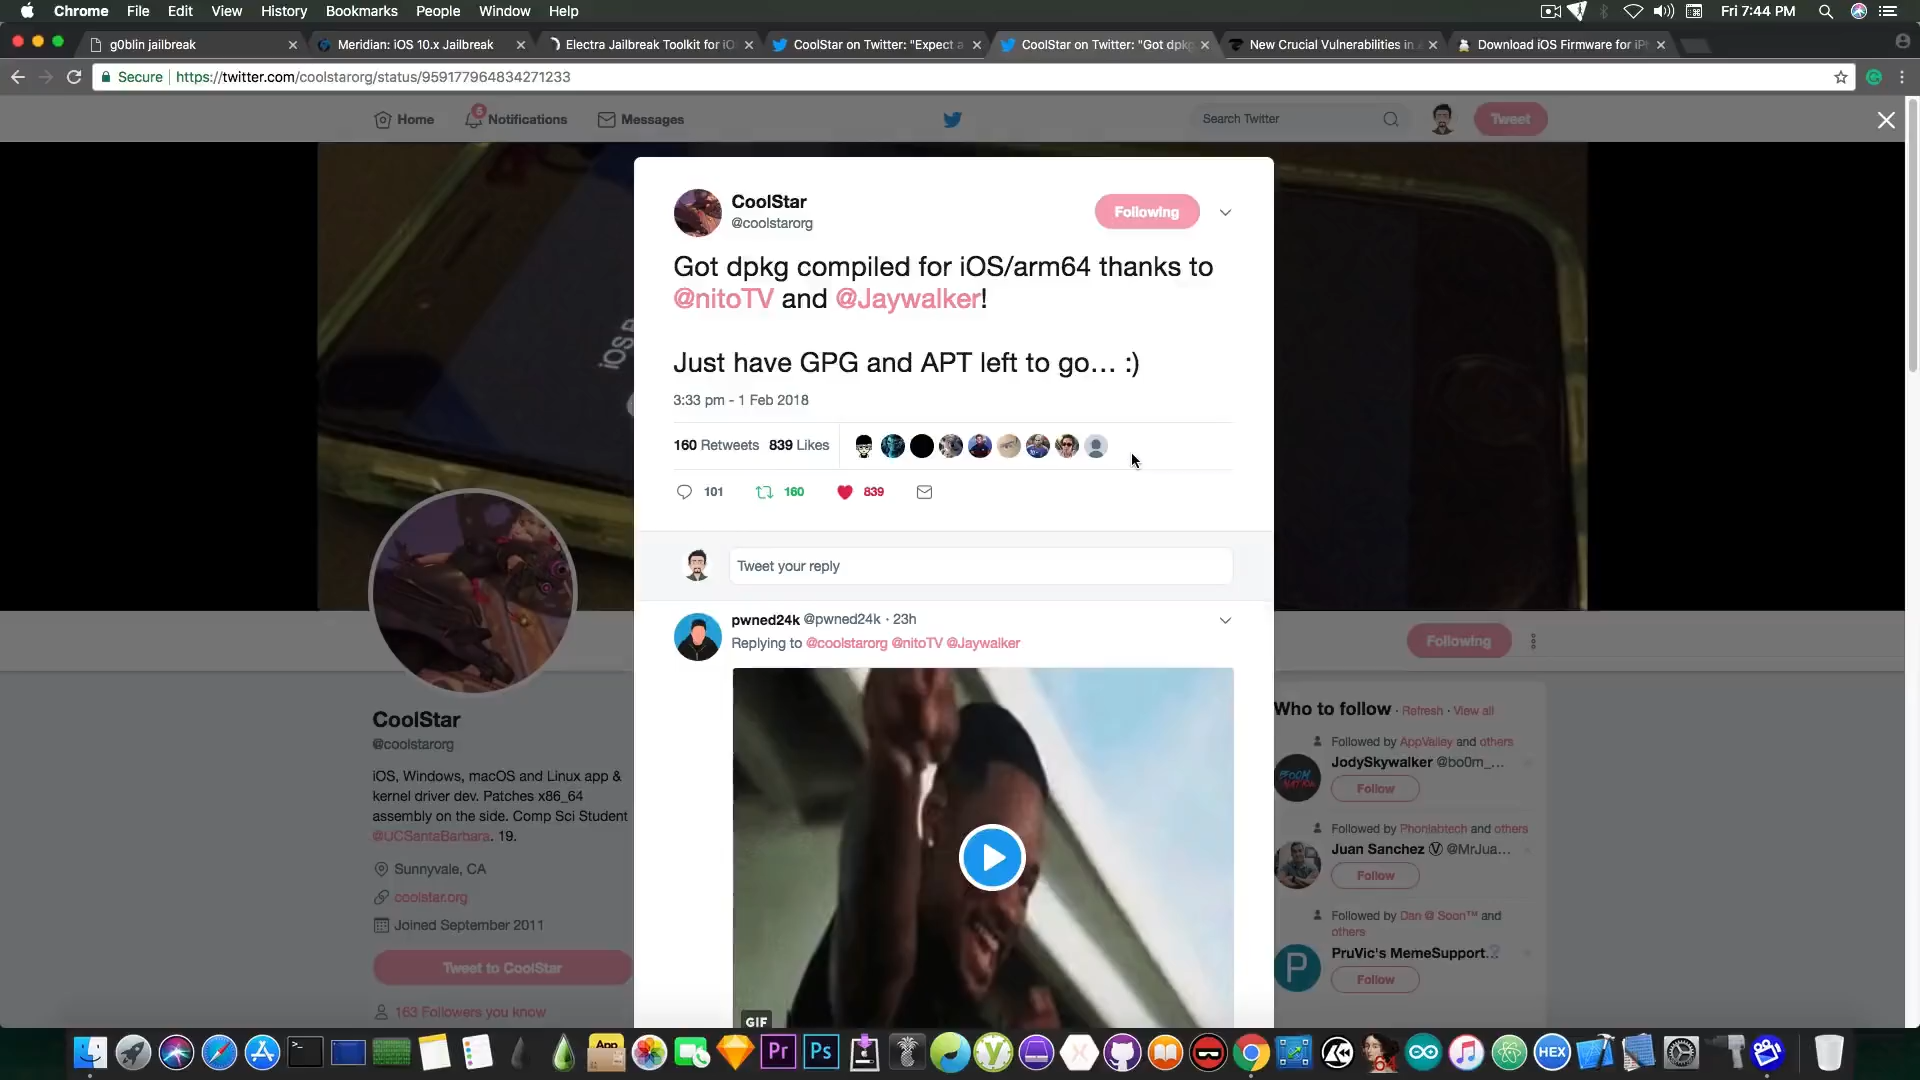 Chrome File Edit View History Bookmarks People Window Help Fri 7:44 PM
g0blin jailbreak
Meridian: iOS 10.x Jailbreak
Electra Jailbreak Toolkit for iO
CoolStar on Twitter: "Expect a
CoolStar on Twitter: "Got dpkg
New Crucial Vulnerabilities in
Download iOS Firmware for iP
Secure https://twitter.com/coolstarorg/status/959177964834271233
Home Notifications Messages Search Twitter Tweet
5
CoolStar
@coolstarorg
Following
Got dpkg compiled for iOS/arm64 thanks to
@nitoTV and @Jaywalker!
Just have GPG and APT left to go... :)
3:33 pm - 1 Feb 2018
160 Retweets 839 Likes
101 160 839
Tweet your reply
pwned24k @pwned24k · 23h
Replying to @coolstarorg @nitoTV @Jaywalker
GIF
CoolStar
@coolstarorg
iOS, Windows, macOS and Linux app &
kernel driver dev. Patches x86_64
assembly on the side. Comp Sci Student
@UCSantaBarbara. 19.
Sunnyvale, CA
coolstar.org
Joined September 2011
Tweet to CoolStar
163 Followers you know
Following
Who to follow · Refresh · View all
Followed by AppValley and others
JodySkywalker @bo0m_...
Follow
Followed by Phonlabtech and others
Juan Sanchez Ⓥ @MrJua...
Follow
Followed by Dan @ Soon™ and
others
PruVic's MemeSupport...
Follow
App
Pr Ps
64
HEX